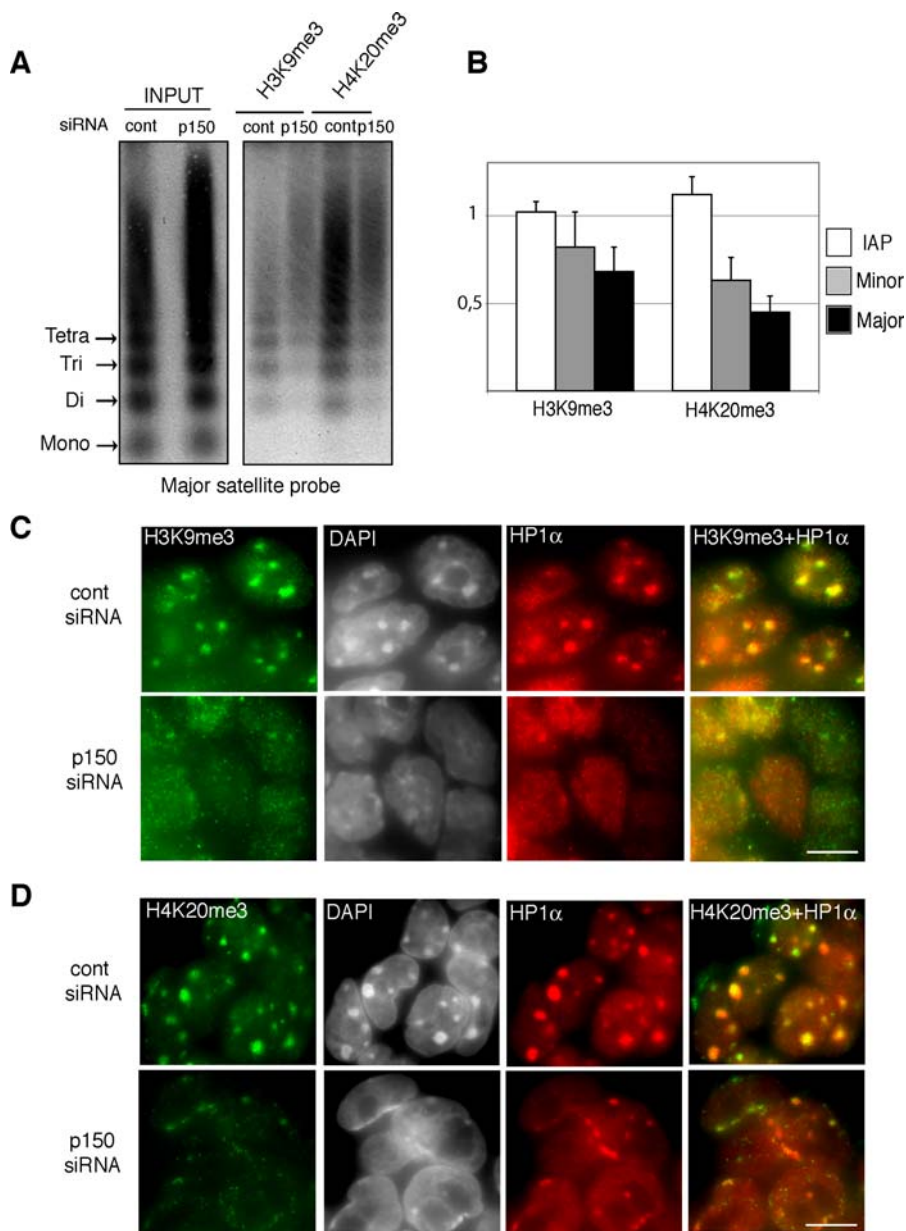 A
INPUT
H3K9me3
H4K20me3
siRNA
cont
p150
cont
p150
cont
p150
Tetra
Tri
Di
Mono
Major satellite probe
B
1
0,5
H3K9me3
H4K20me3
IAP
Minor
Major
C
H3K9me3
DAPI
HP1α
H3K9me3+HP1α
cont
siRNA
p150
siRNA
D
H4K20me3
DAPI
HP1α
H4K20me3+HP1α
cont
siRNA
p150
siRNA